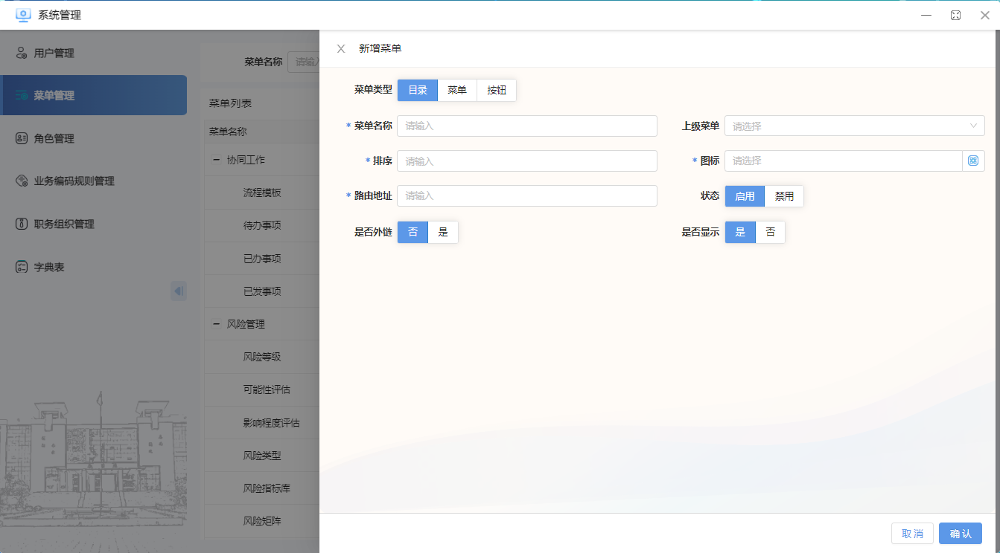 系统管理
用户管理
菜单管理
角色管理
业务编码规则管理
职务组织管理
字典表
菜单名称 请输入
菜单列表
菜单名称
协同工作
流程模板
待办事项
已办事项
已发事项
风险管理
风险等级
可能性评估
影响程度评估
风险类型
风险指标库
风险矩阵
新增菜单
菜单类型 目录 菜单 按钮
* 菜单名称 请输入 上级菜单 请选择
* 排序 请输入 * 图标 请选择
* 路由地址 请输入 状态 启用 禁用
是否外链 否 是 是否显示 是 否
取消 确认